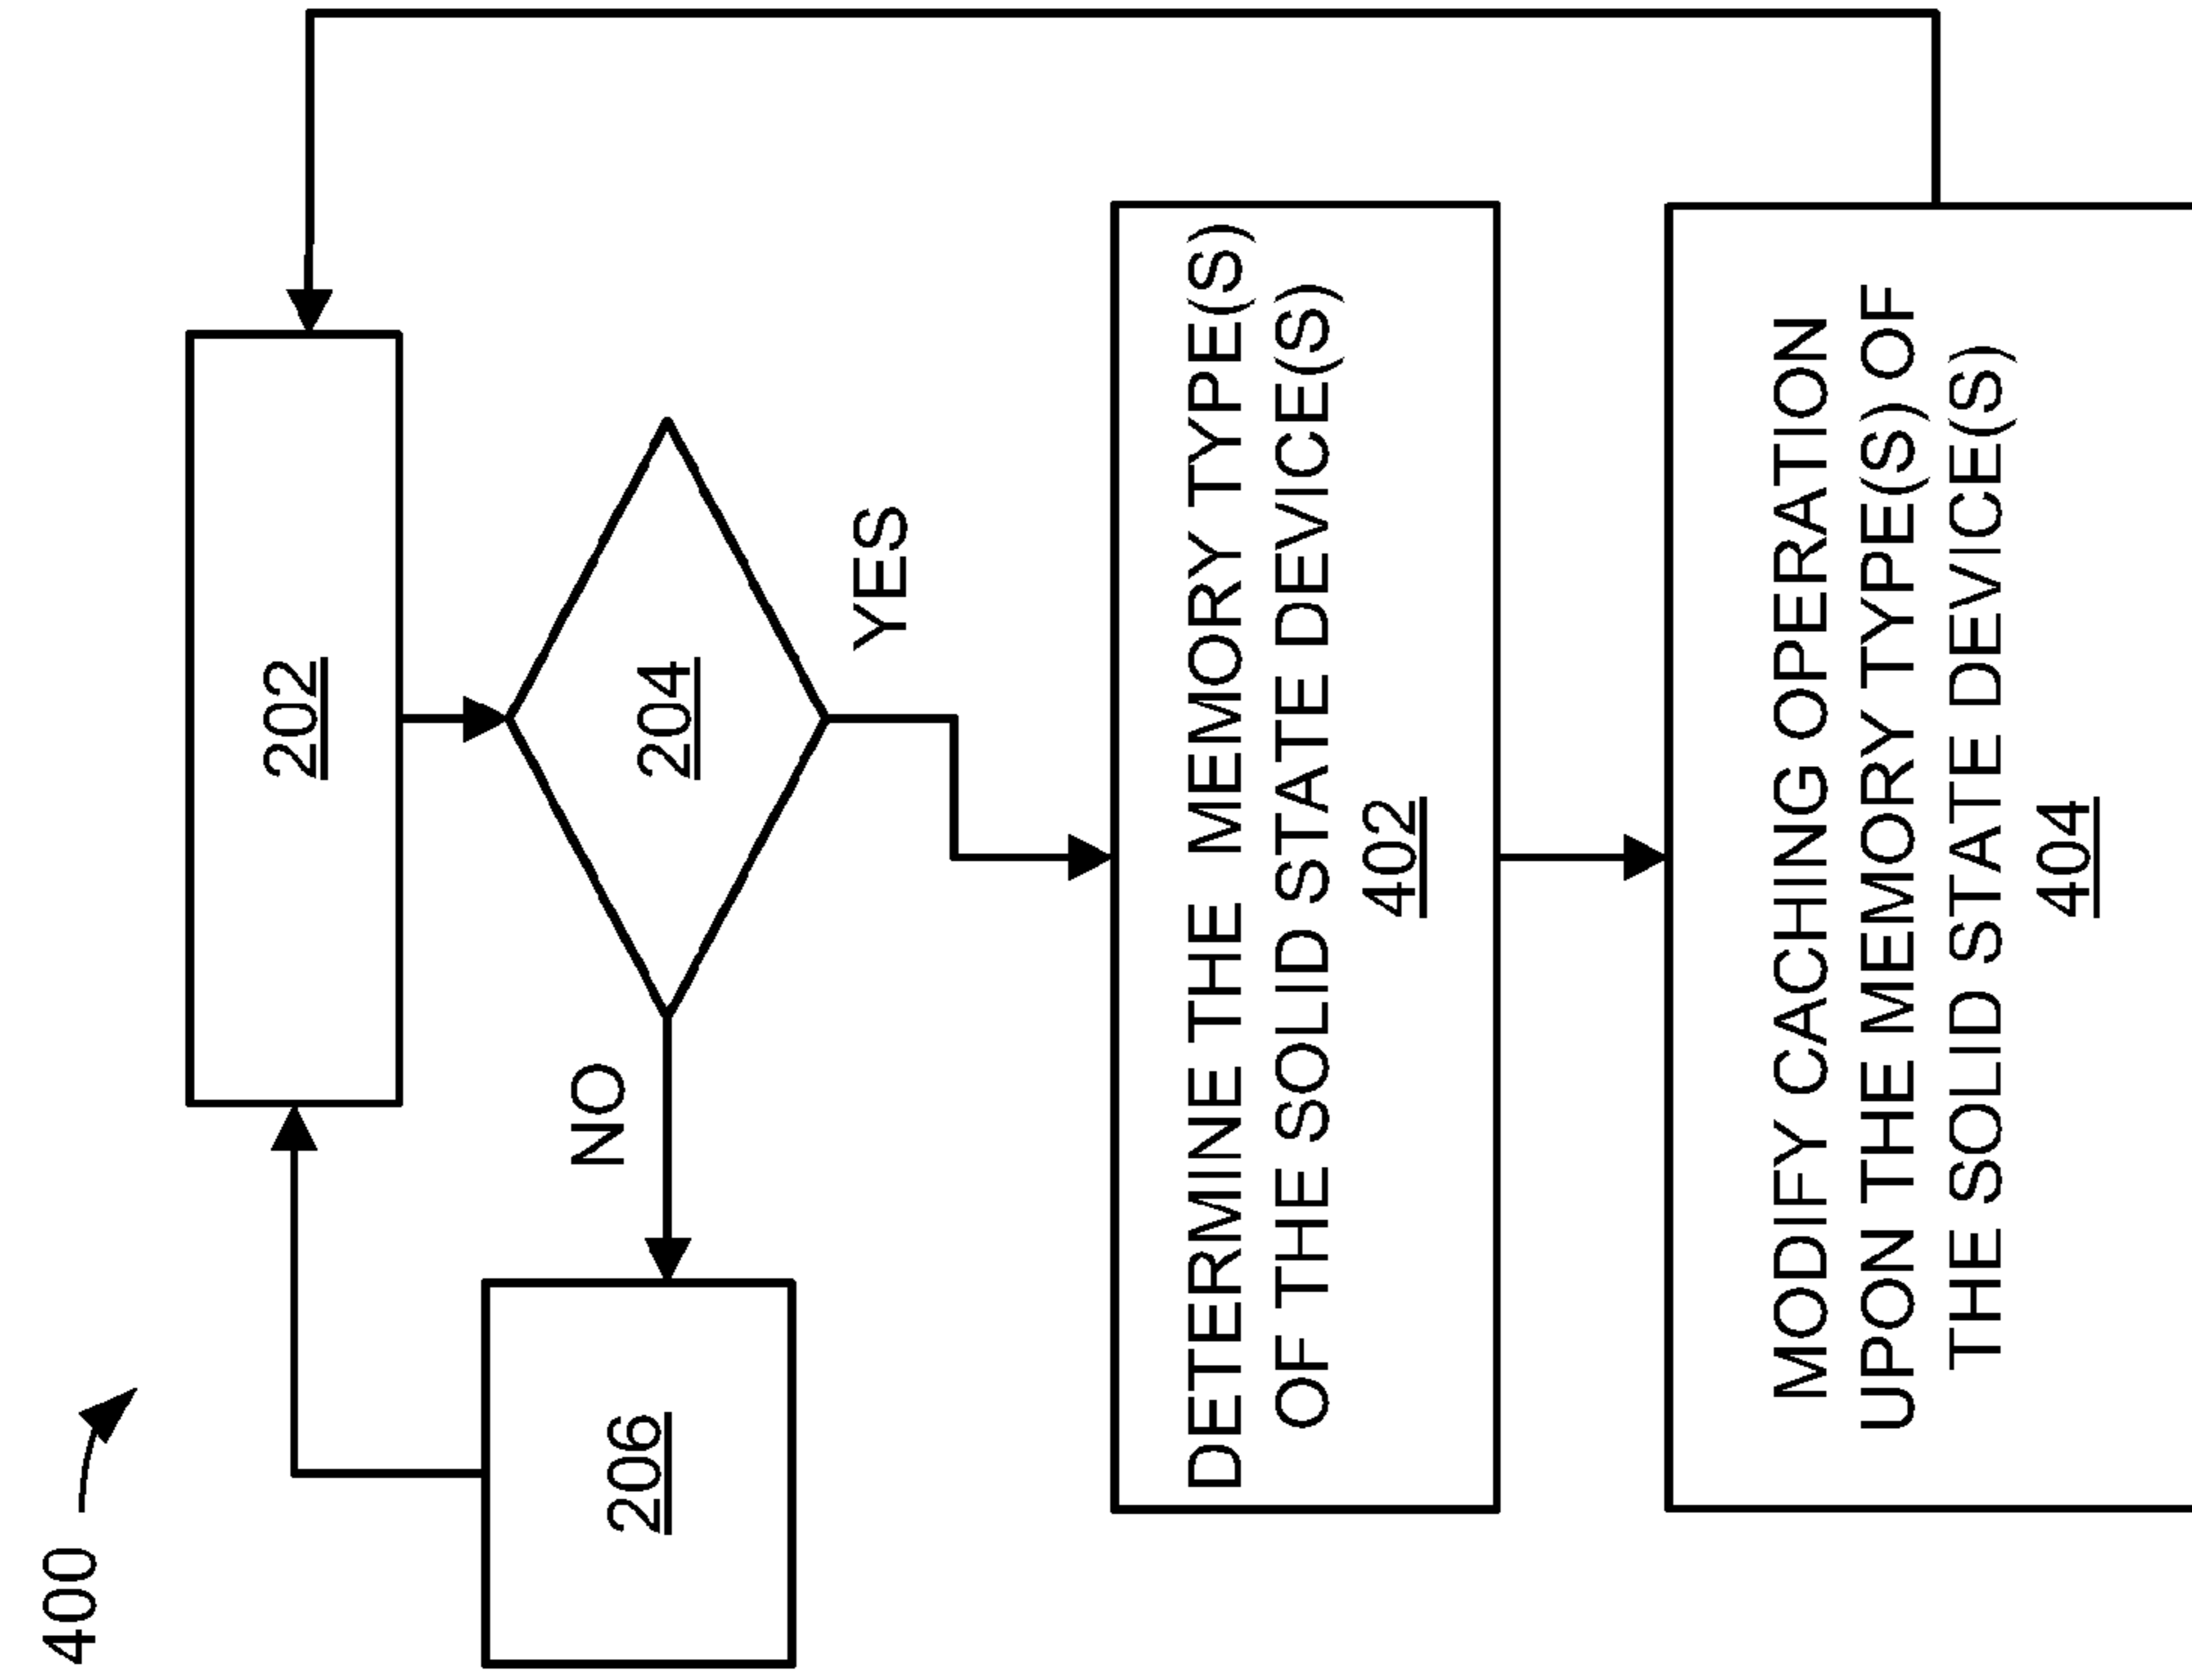 400
202
204
NO
YES
206
DETERMINE THE MEMORY TYPE(S)
OF THE SOLID STATE DEVICE(S)
402
MODIFY CACHING OPERATION
UPON THE MEMORY TYPE(S) OF
THE SOLID STATE DEVICE(S)
404